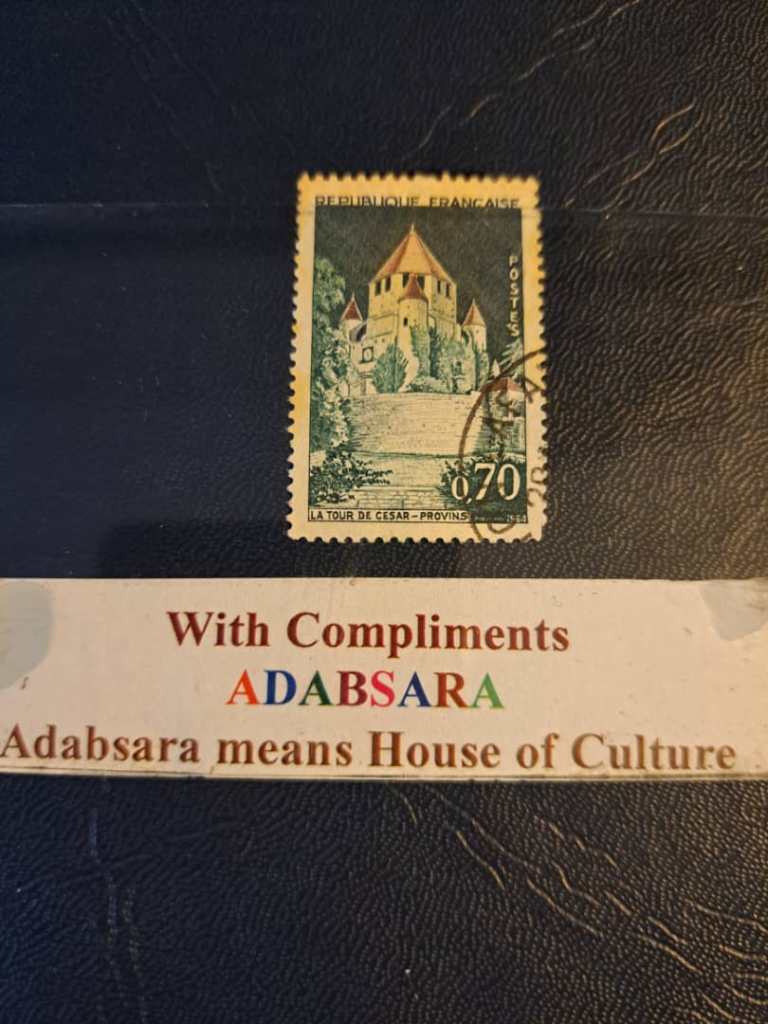 REPUBLIQUE FRANÇAISE
POSTES
0,70
LA TOUR DE CESAR - PROVINS
With Compliments
ADABSARA
Adabsara means House of Culture